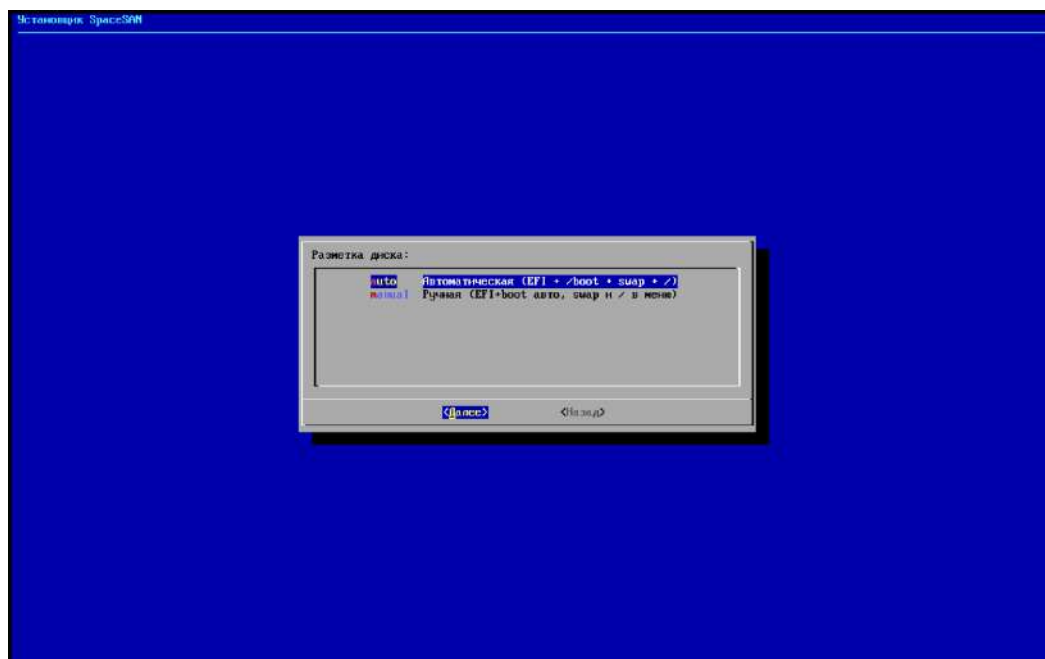 Установщик SpaceSAN
Разметка диска:
auto Автоматическая (EFI + /boot + swap + /)
manual Ручная (EFI+boot авто, swap и / в меню)
<Далее> <Назад>